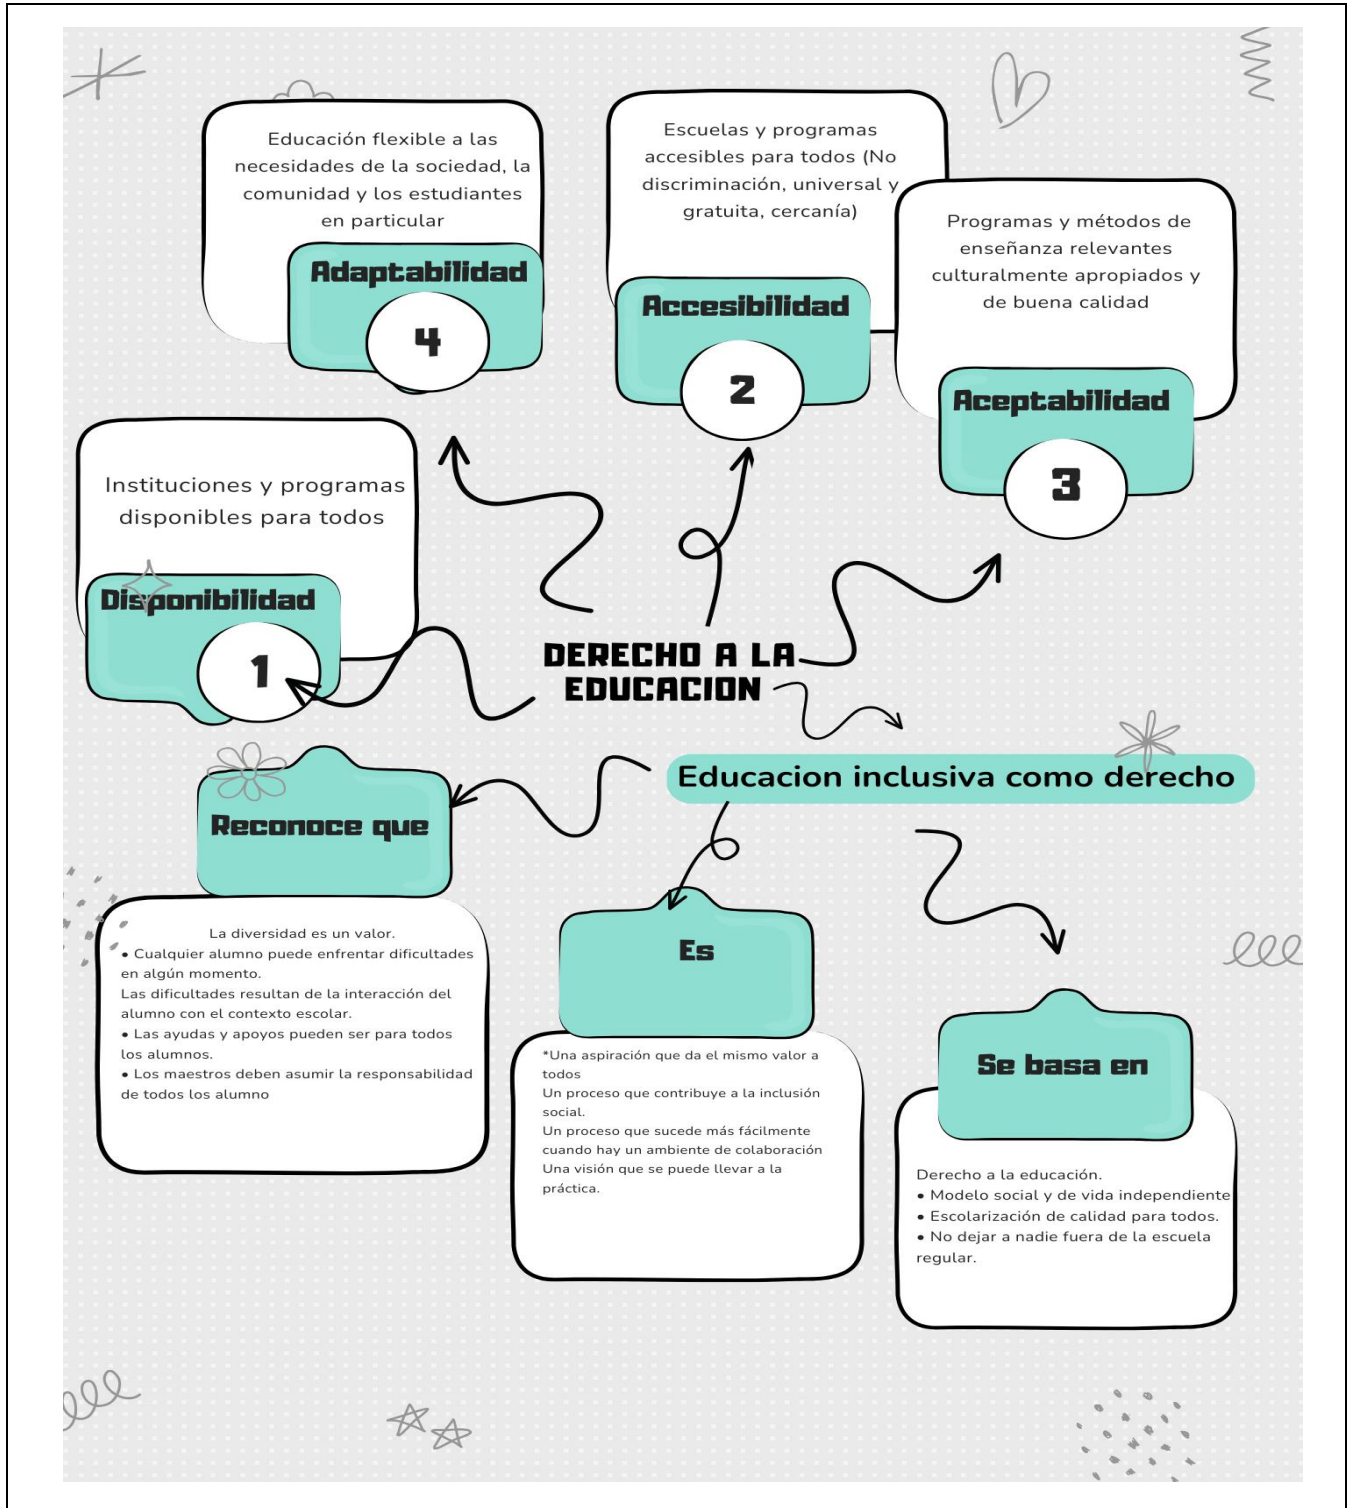 Educación flexible a las
necesidades de la sociedad, la
comunidad y los estudiantes
en particular
Adaptabilidad
4
Escuelas y programas
accesibles para todos (No
discriminación, universal y
gratuita, cercanía)
Accesibilidad
2
Programas y métodos de
enseñanza relevantes
culturalmente apropiados y
de buena calidad
Aceptabilidad
3
Instituciones y programas
disponibles para todos
Disponibilidad
1
DERECHO A LA
EDUCACION
Educacion inclusiva como derecho
Reconoce que
La diversidad es un valor.
• Cualquier alumno puede enfrentar dificultades
en algún momento.
Las dificultades resultan de la interacción del
alumno con el contexto escolar.
• Las ayudas y apoyos pueden ser para todos
los alumnos.
• Los maestros deben asumir la responsabilidad
de todos los alumno
Es
*Una aspiración que da el mismo valor a
todos
Un proceso que contribuye a la inclusión
social.
Un proceso que sucede más fácilmente
cuando hay un ambiente de colaboración
Una visión que se puede llevar a la
práctica.
Se basa en
Derecho a la educación.
• Modelo social y de vida independiente
• Escolarización de calidad para todos.
• No dejar a nadie fuera de la escuela
regular.